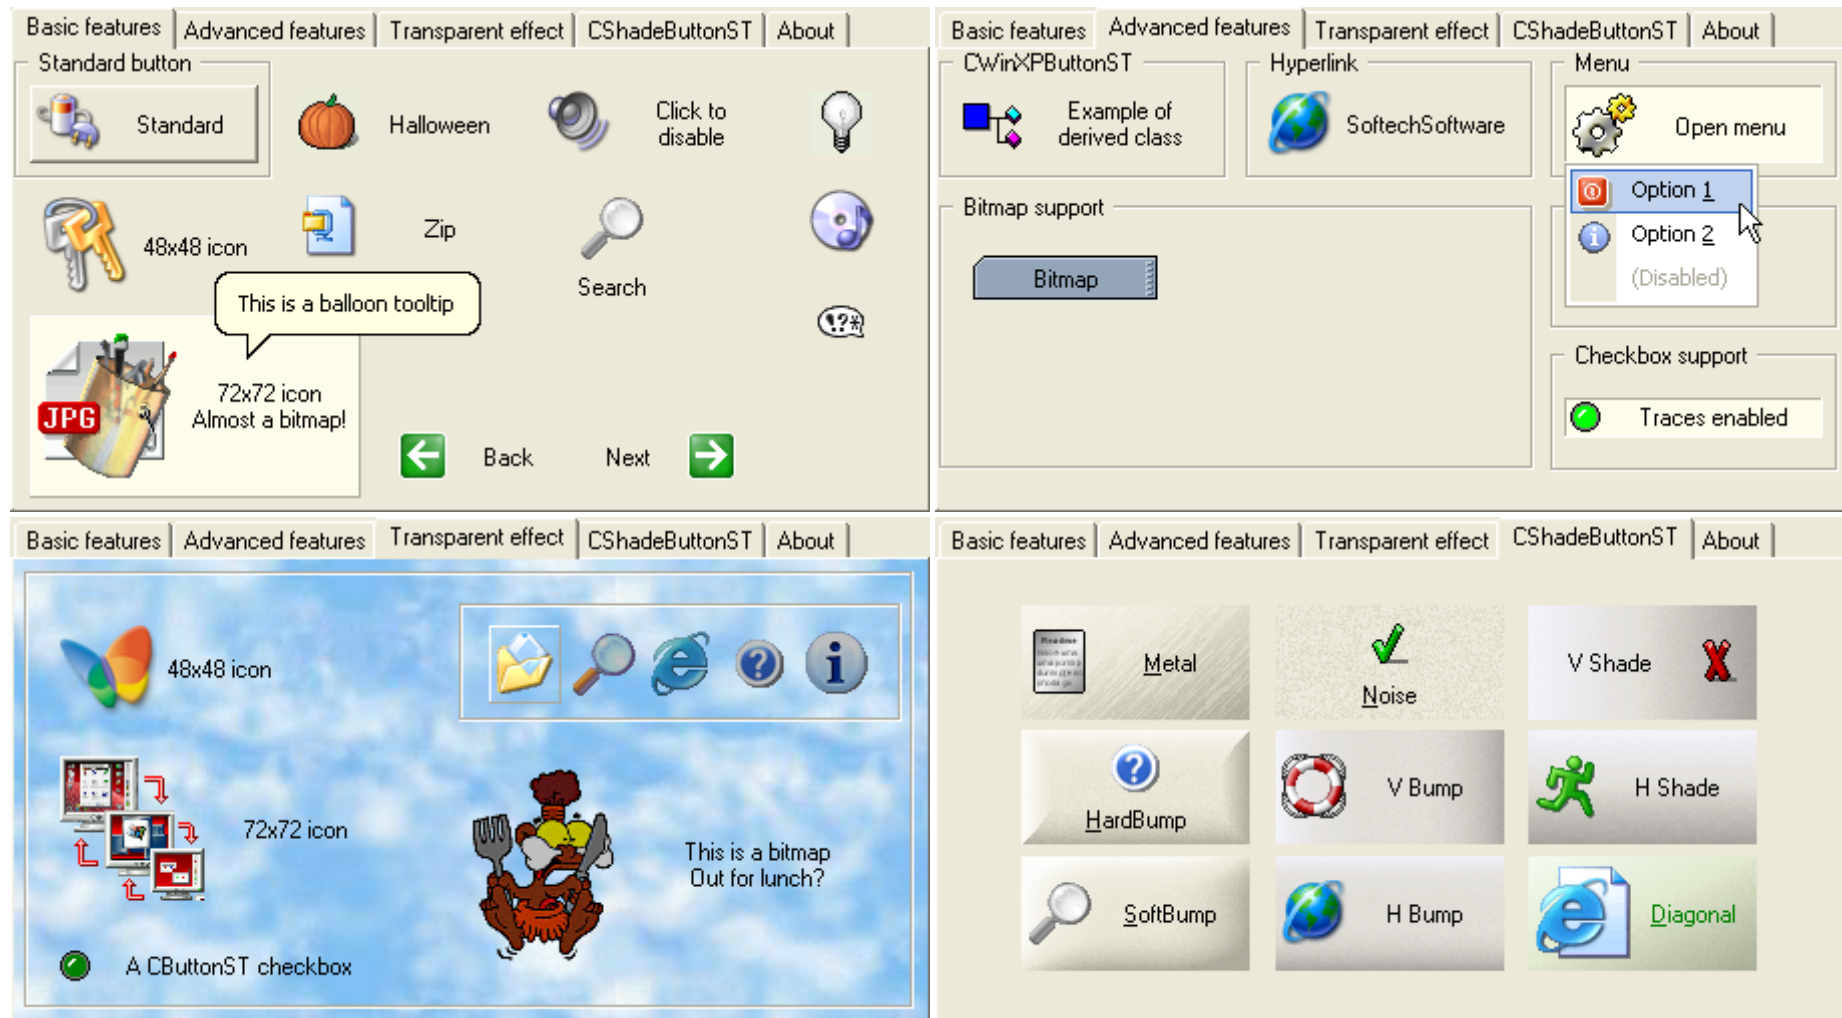 Basic features
Advanced features
Transparent effect
CShadeButtonST
About
Standard button
Standard
Halloween
Click to
disable
48x48 icon
Zip
Search
This is a balloon tooltip
JPG
72x72 icon
Almost a bitmap!
Back
Next
Basic features
Advanced features
Transparent effect
CShadeButtonST
About
CWinXPButtonST
Example of
derived class
Hyperlink
SoftechSoftware
Menu
Open menu
Option 1
Option 2
(Disabled)
Bitmap support
Bitmap
Checkbox support
Traces enabled
Basic features
Advanced features
Transparent effect
CShadeButtonST
About
48x48 icon
72x72 icon
This is a bitmap
Out for lunch?
A CButtonST checkbox
Basic features
Advanced features
Transparent effect
CShadeButtonST
About
Readme
Metal
Noise
V Shade
HardBump
V Bump
H Shade
SoftBump
H Bump
Diagonal